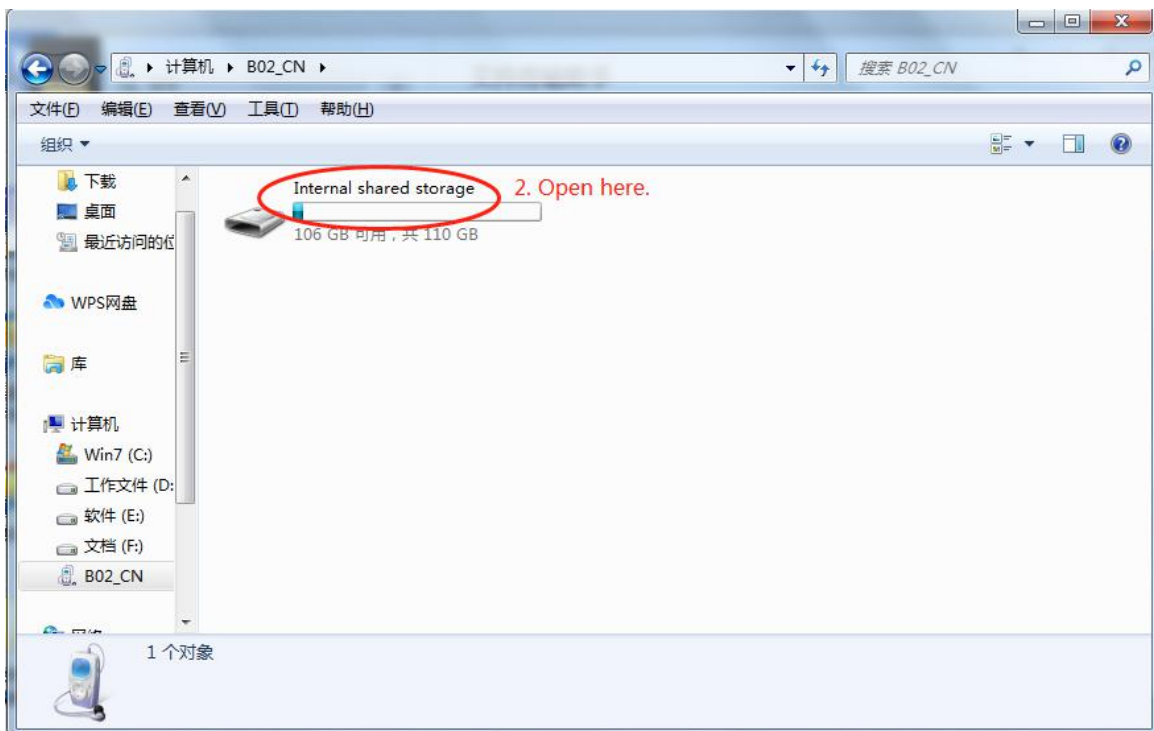 计算机 B02_CN
搜索 B02_CN
文件(F) 编辑(E) 查看(V) 工具(T) 帮助(H)
组织
下载
桌面
最近访问的位
WPS网盘
库
计算机
Win7 (C:)
工作文件 (D:
软件 (E:)
文档 (F:)
B02_CN
Internal shared storage
2. Open here.
106 GB 可用，共 110 GB
1 个对象